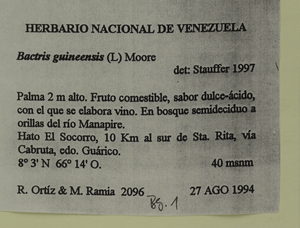 HERBARIO NACIONAL DE VENEZUELA
Bactris guineensis (L) Moore
det: Stauffer 1997
Palma 2 m alto. Fruto comestible, sabor dulce-ácido,
con el que se elabora vino. En bosque semideciduo a
orillas del río Manapire.
Hato El Socorro, 10 Km al sur de Sta. Rita, vía
Cabruta, edo. Guárico.
8º 3' N 66º 14' O. 40 msnm
R. Ortíz & M. Ramia 2096 27 AGO 1994